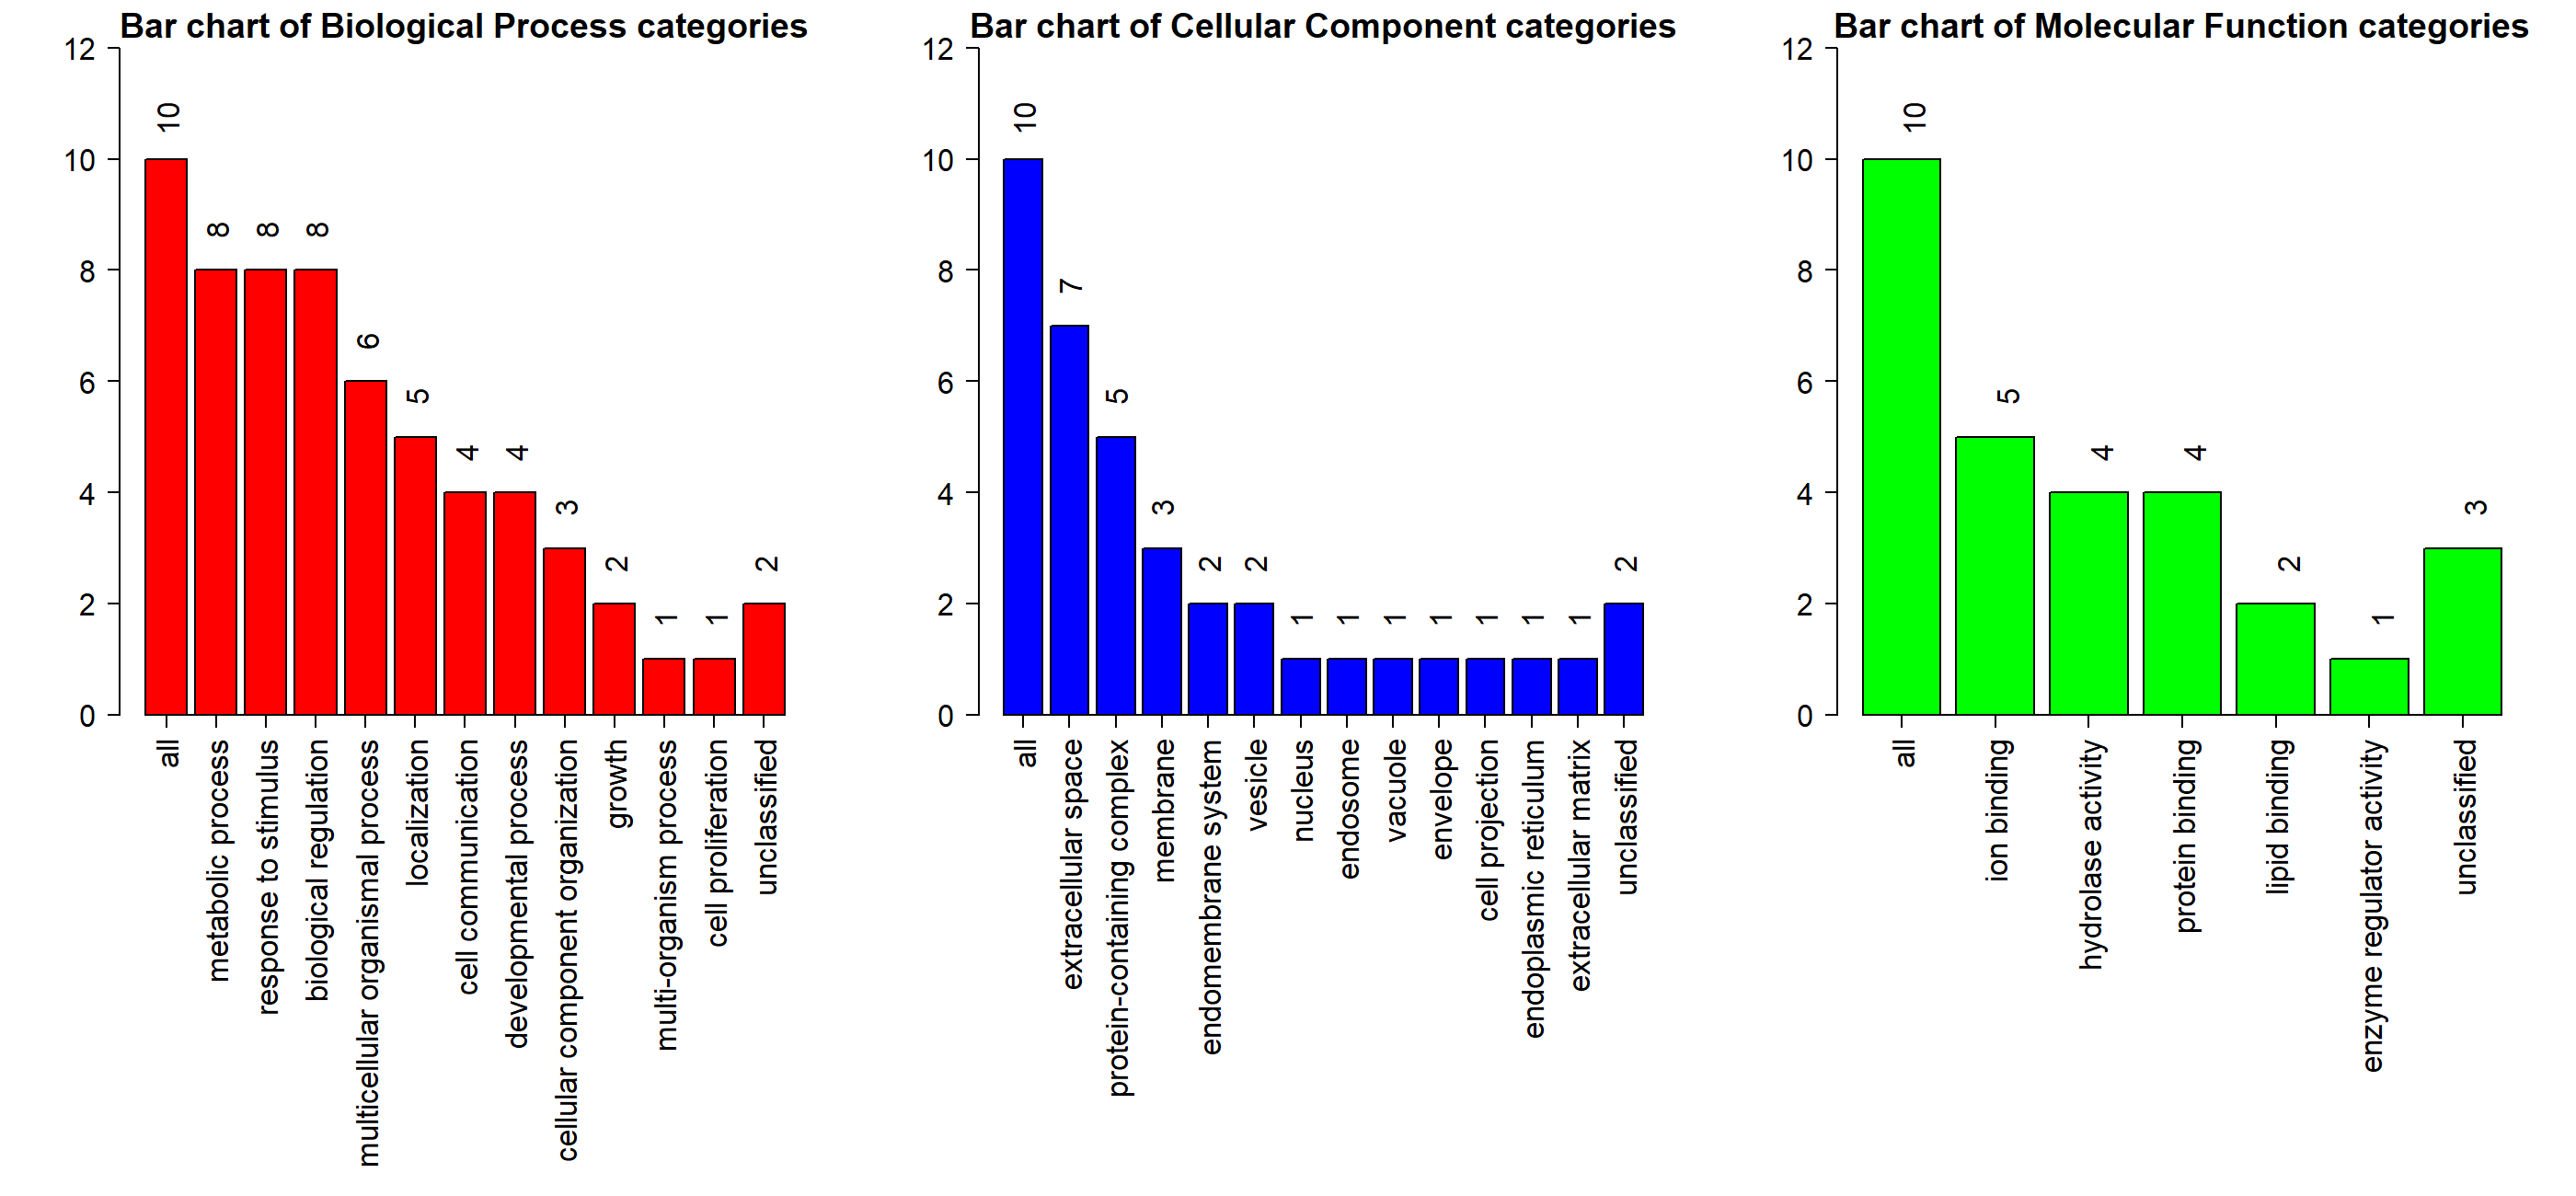 Bar chart of Biological Process categories
12
10
8
6
4
2
0
10
8
8
8
6
5
4
4
3
2
1
1
2
all
metabolic process
response to stimulus
biological regulation
multicellular organismal process
localization
cell communication
developmental process
cellular component organization
growth
multi-organism process
cell proliferation
unclassified
Bar chart of Cellular Component categories
12
10
8
6
4
2
0
10
7
5
3
2
2
1
1
1
1
1
1
1
2
all
extracellular space
protein-containing complex
membrane
endomembrane system
vesicle
nucleus
endosome
vacuole
envelope
cell projection
endoplasmic reticulum
extracellular matrix
unclassified
Bar chart of Molecular Function categories
12
10
8
6
4
2
0
10
5
4
4
2
1
3
all
ion binding
hydrolase activity
protein binding
lipid binding
enzyme regulator activity
unclassified